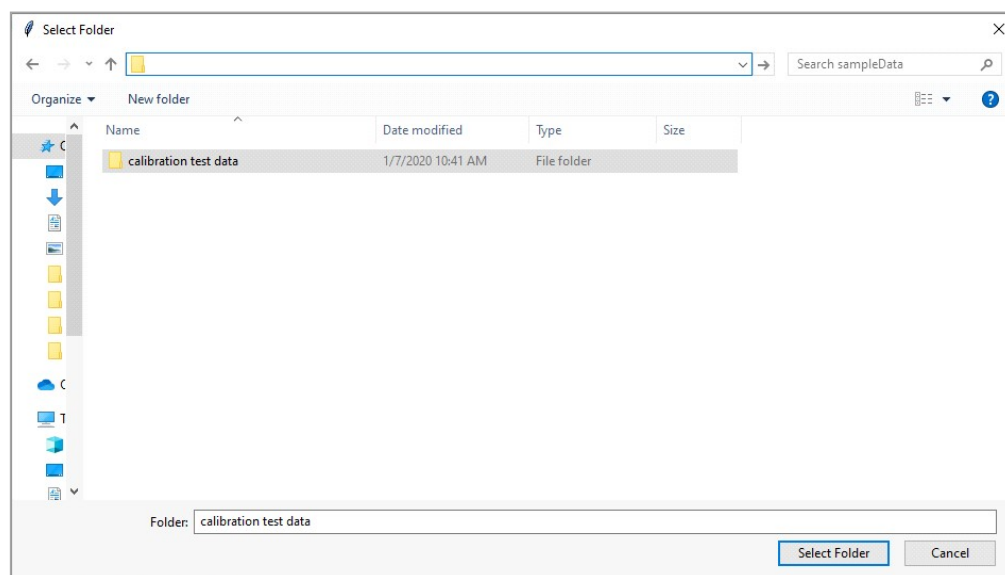 Select Folder
Search sampleData
Organize New folder
Name Date modified Type Size
calibration test data 1/7/2020 10:41 AM File folder
Folder: calibration test data
Select Folder Cancel